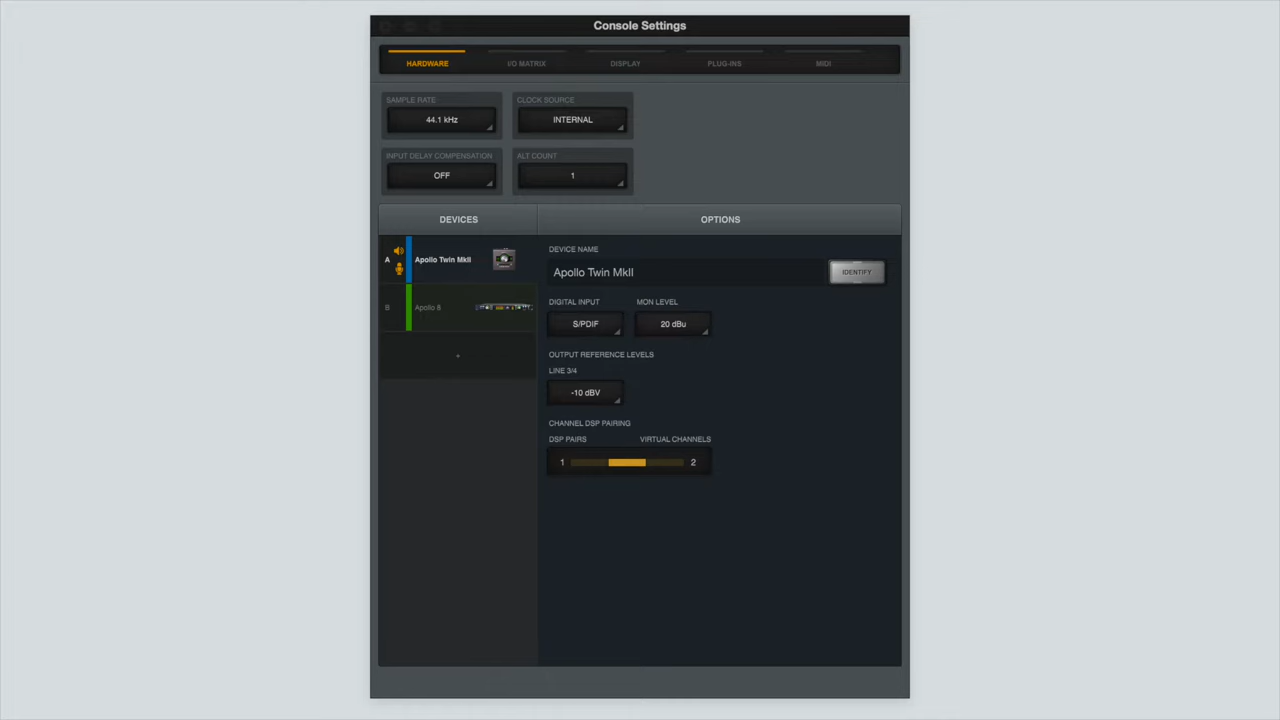 Console Settings
HARDWARE I/O MATRIX DISPLAY PLUG-INS MIDI
SAMPLE RATE CLOCK SOURCE
44.1 kHz INTERNAL
INPUT DELAY COMPENSATION ALT COUNT
OFF 1
DEVICES OPTIONS
DEVICE NAME
A Apollo Twin MkII
Apollo Twin MkII IDENTIFY
DIGITAL INPUT MON LEVEL
B Apollo 8
S/PDIF 20 dBu
OUTPUT REFERENCE LEVELS
+
LINE 3/4
-10 dBV
CHANNEL DSP PAIRING
DSP PAIRS VIRTUAL CHANNELS
1 2